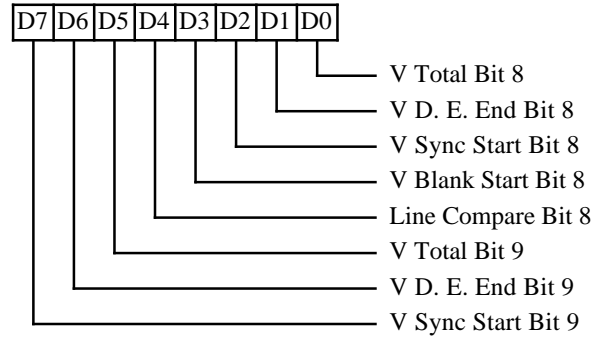 D7 D6 D5 D4 D3 D2 D1 D0
V Total Bit 8
V D. E. End Bit 8
V Sync Start Bit 8
V Blank Start Bit 8
Line Compare Bit 8
V Total Bit 9
V D. E. End Bit 9
V Sync Start Bit 9